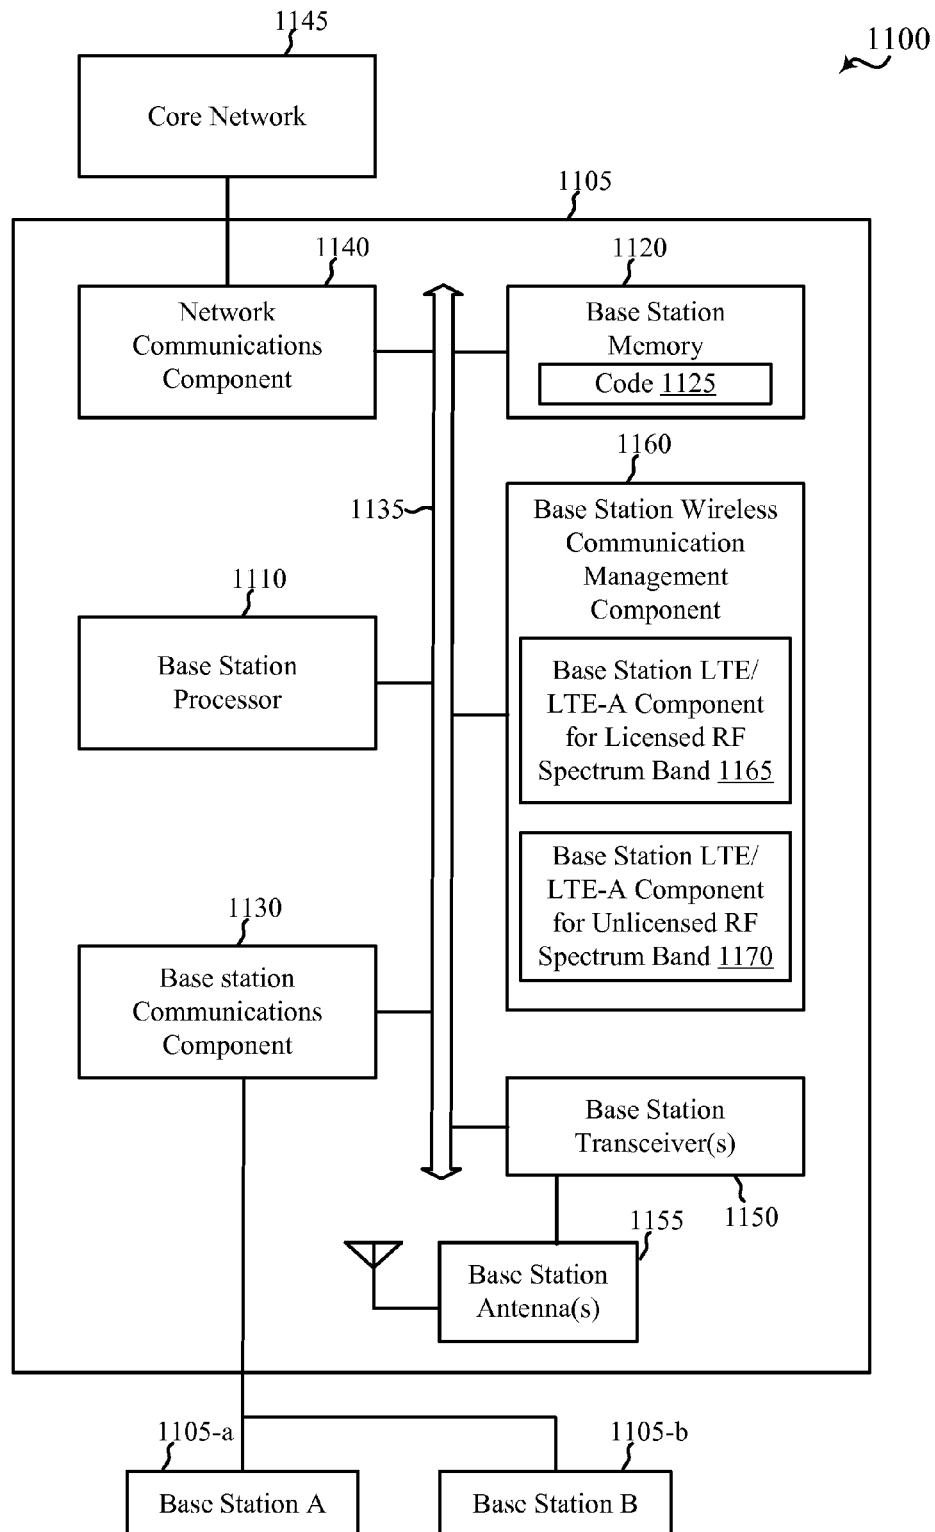 1145
1100
Core Network
1105
1140
1120
Network
Communications
Component
Base Station
Memory
Code 1125
1160
1135
Base Station Wireless
Communication
Management
Component
1110
Base Station
Processor
Base Station LTE/
LTE-A Component
for Licensed RF
Spectrum Band 1165
Base Station LTE/
LTE-A Component
for Unlicensed RF
Spectrum Band 1170
1130
Base station
Communications
Component
Base Station
Transceiver(s)
1150
1155
Base Station
Antenna(s)
1105-a
1105-b
Base Station A
Base Station B